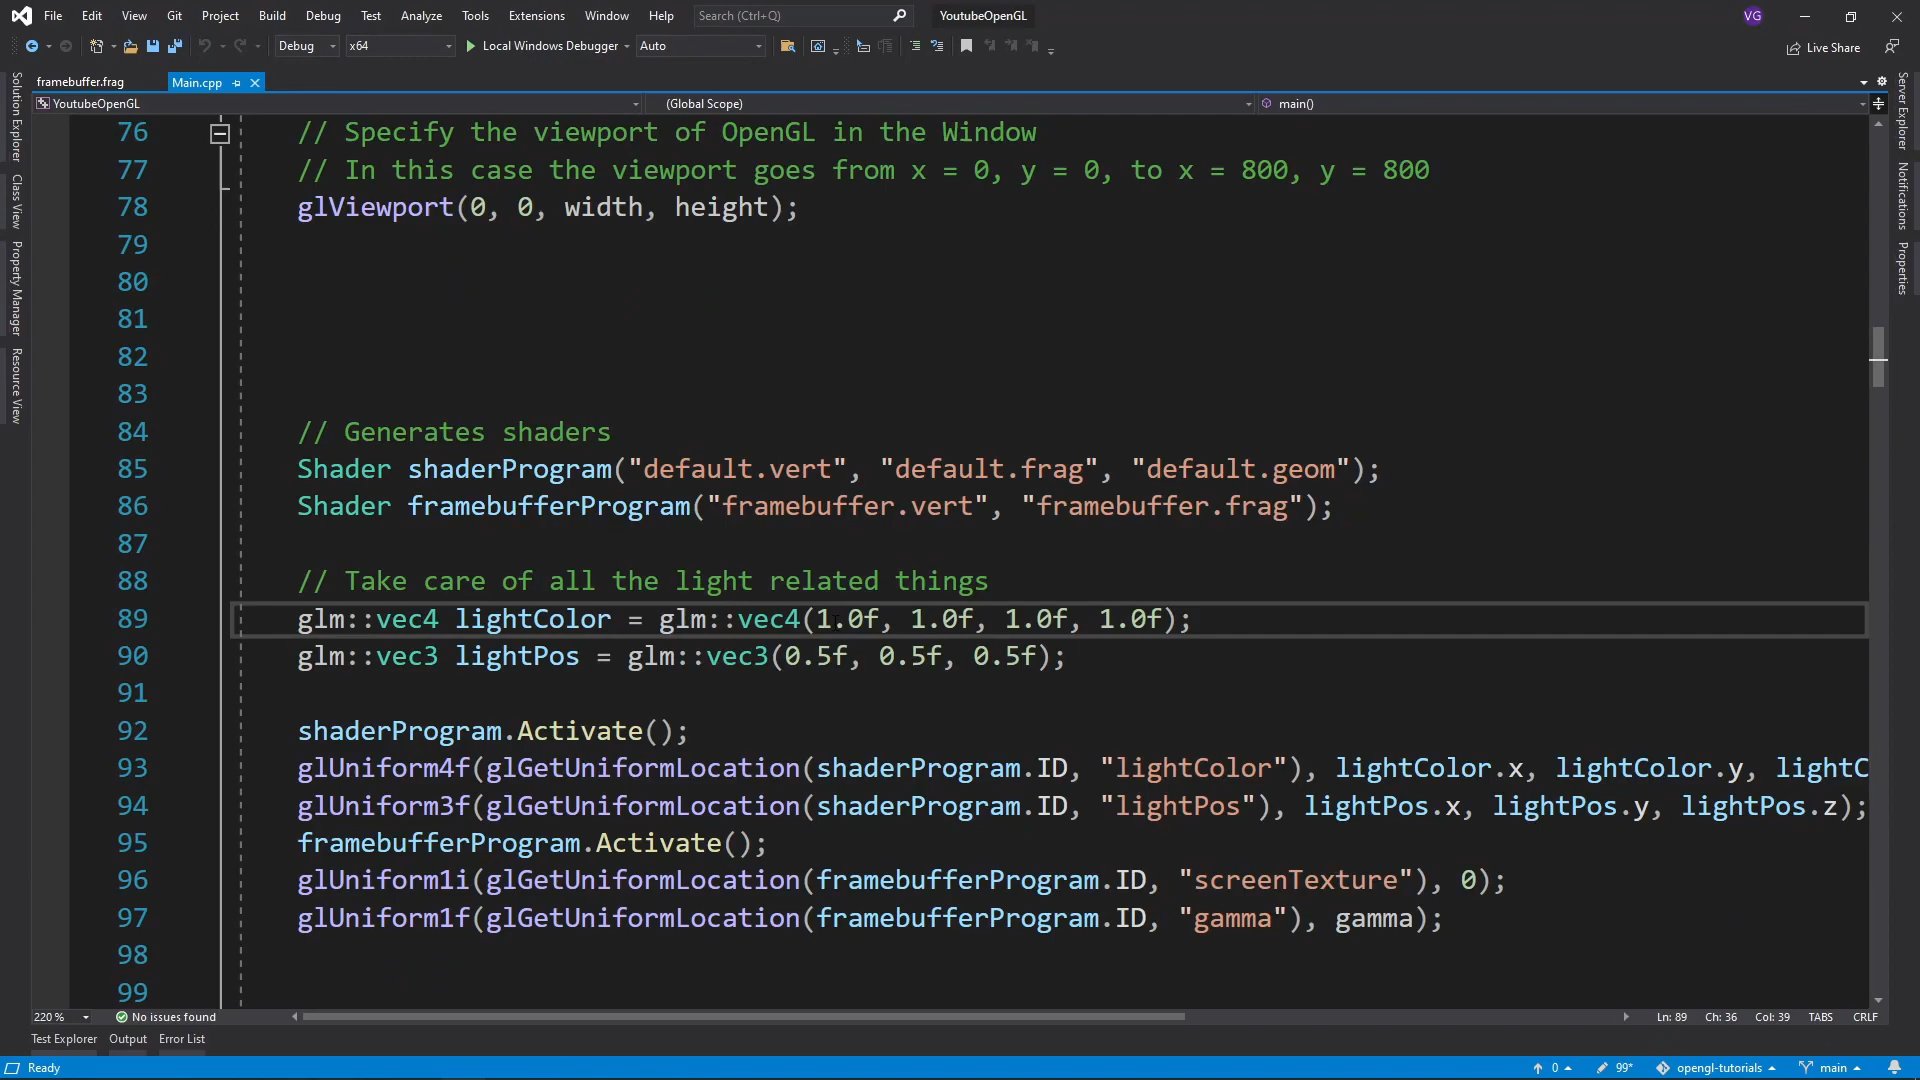 File Edit View Git Project Build Debug Test Analyze Tools Extensions Window Help Search (Ctrl+Q) YoutubeOpenGL VG
Debug x64 Local Windows Debugger Auto Live Share
framebuffer.frag Main.cpp
YoutubeOpenGL (Global Scope) main()
Solution Explorer
Class View
Property Manager
Resource View
76 // Specify the viewport of OpenGL in the Window
77 // In this case the viewport goes from x = 0, y = 0, to x = 800, y = 800
78 glViewport(0, 0, width, height);
79
80
81
82
83
84 // Generates shaders
85 Shader shaderProgram("default.vert", "default.frag", "default.geom");
86 Shader framebufferProgram("framebuffer.vert", "framebuffer.frag");
87
88 // Take care of all the light related things
89 glm::vec4 lightColor = glm::vec4(1.0f, 1.0f, 1.0f, 1.0f);
90 glm::vec3 lightPos = glm::vec3(0.5f, 0.5f, 0.5f);
91
92 shaderProgram.Activate();
93 glUniform4f(glGetUniformLocation(shaderProgram.ID, "lightColor"), lightColor.x, lightColor.y, lightC
94 glUniform3f(glGetUniformLocation(shaderProgram.ID, "lightPos"), lightPos.x, lightPos.y, lightPos.z);
95 framebufferProgram.Activate();
96 glUniform1i(glGetUniformLocation(framebufferProgram.ID, "screenTexture"), 0);
97 glUniform1f(glGetUniformLocation(framebufferProgram.ID, "gamma"), gamma);
98
99
Server Explorer
Notifications
Properties
220 % No issues found Ln: 89 Ch: 36 Col: 39 TABS CRLF
Test Explorer Output Error List
Ready 0 99* opengl-tutorials main